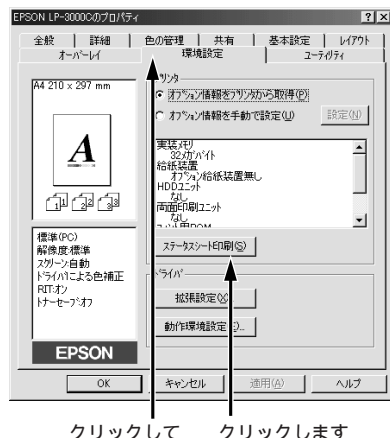 EPSON LP-3000Cのプロパティ
全般 詳細 色の管理 共有 基本設定 レイアウト
オーバーレイ 環境設定 ユーティリティ
A4 210 x 297 mm
プリンタ
オプション情報をプリンタから取得(P)
オプション情報を手動で設定(U) 設定(N)
A
1 1 2 2 3 3
実装メモリ
32メガバイト
給紙装置
オプション給紙装置無し
HDDユニット
なし
両面印刷ユニット
なし
ステータスシート印刷(S)
標準(PC)
解像度:標準
スクリーン:自動
ドライバによる色補正
RIT:オン
トナーセーブ:オフ
ドライバ
拡張設定(X)...
動作環境設定
EPSON
OK キャンセル 適用(A) ヘルプ
クリックして クリックします